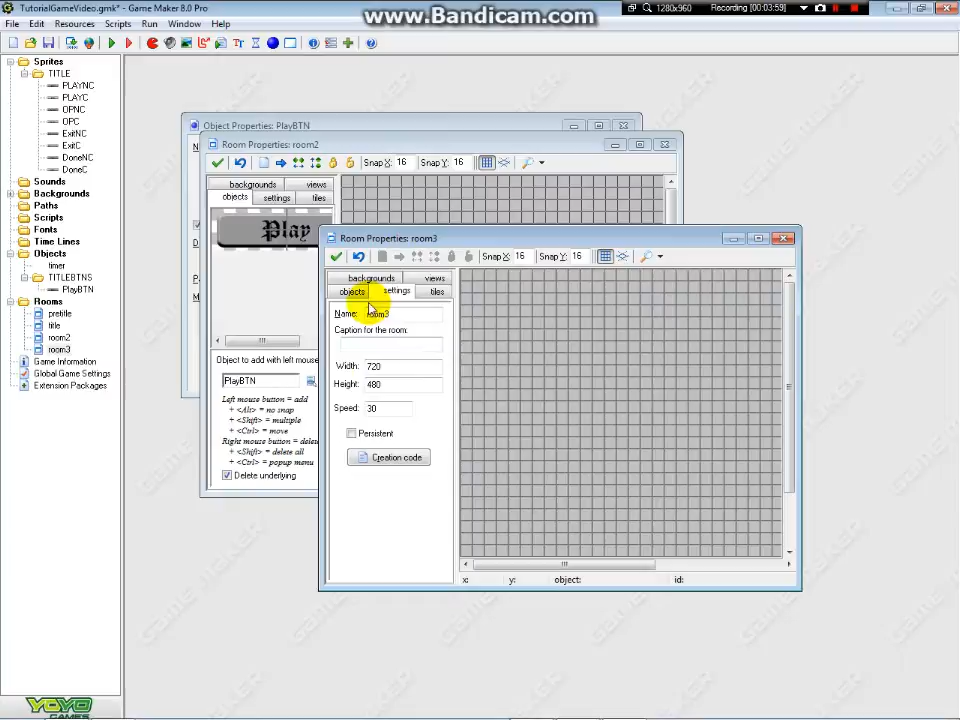 TutorialGameVideo.gmk* - Game Maker 8.0 Pro
www.Bandicam.com
1280x960
Recording [00:03:59]
File Edit Resources Scripts Run Window Help
Sprites
TITLE
PLAYNC
PLAYC
OPNC
OPC
ExitNC
ExitC
DoneNC
DoneC
Sounds
Backgrounds
Paths
Scripts
Fonts
Time Lines
Objects
timer
TITLEBTNS
PlayBTN
Rooms
pretitle
title
room2
room3
Game Information
Global Game Settings
Extension Packages
YOYO
GAMES
Object Properties: PlayBTN
Room Properties: room2
Snap X: 16 Snap Y: 16
backgrounds views
objects settings tiles
Play
Object to add with left mouse
PlayBTN
Left mouse button = add
+ <Alt> = no snap
+ <Shift> = multiple
+ <Ctrl> = move
Right mouse button = delete
+ <Shift> = delete all
+ <Ctrl> = popup menu
Delete underlying
Room Properties: room3
Snap X: 16 Snap Y: 16
backgrounds views
objects settings tiles
Name: room3
Caption for the room:
Width: 720
Height: 480
Speed: 30
Persistent
Creation code
x: y: object: id: